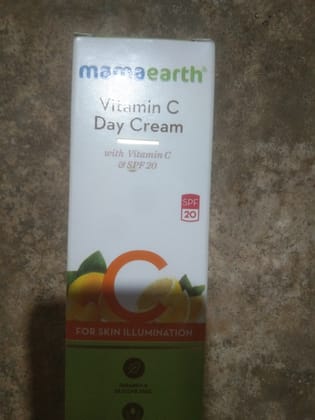 mamaearth®
Vitamin C
Day Cream
with Vitamin C
& SPF 20
SPF
20
C
FOR SKIN ILLUMINATION